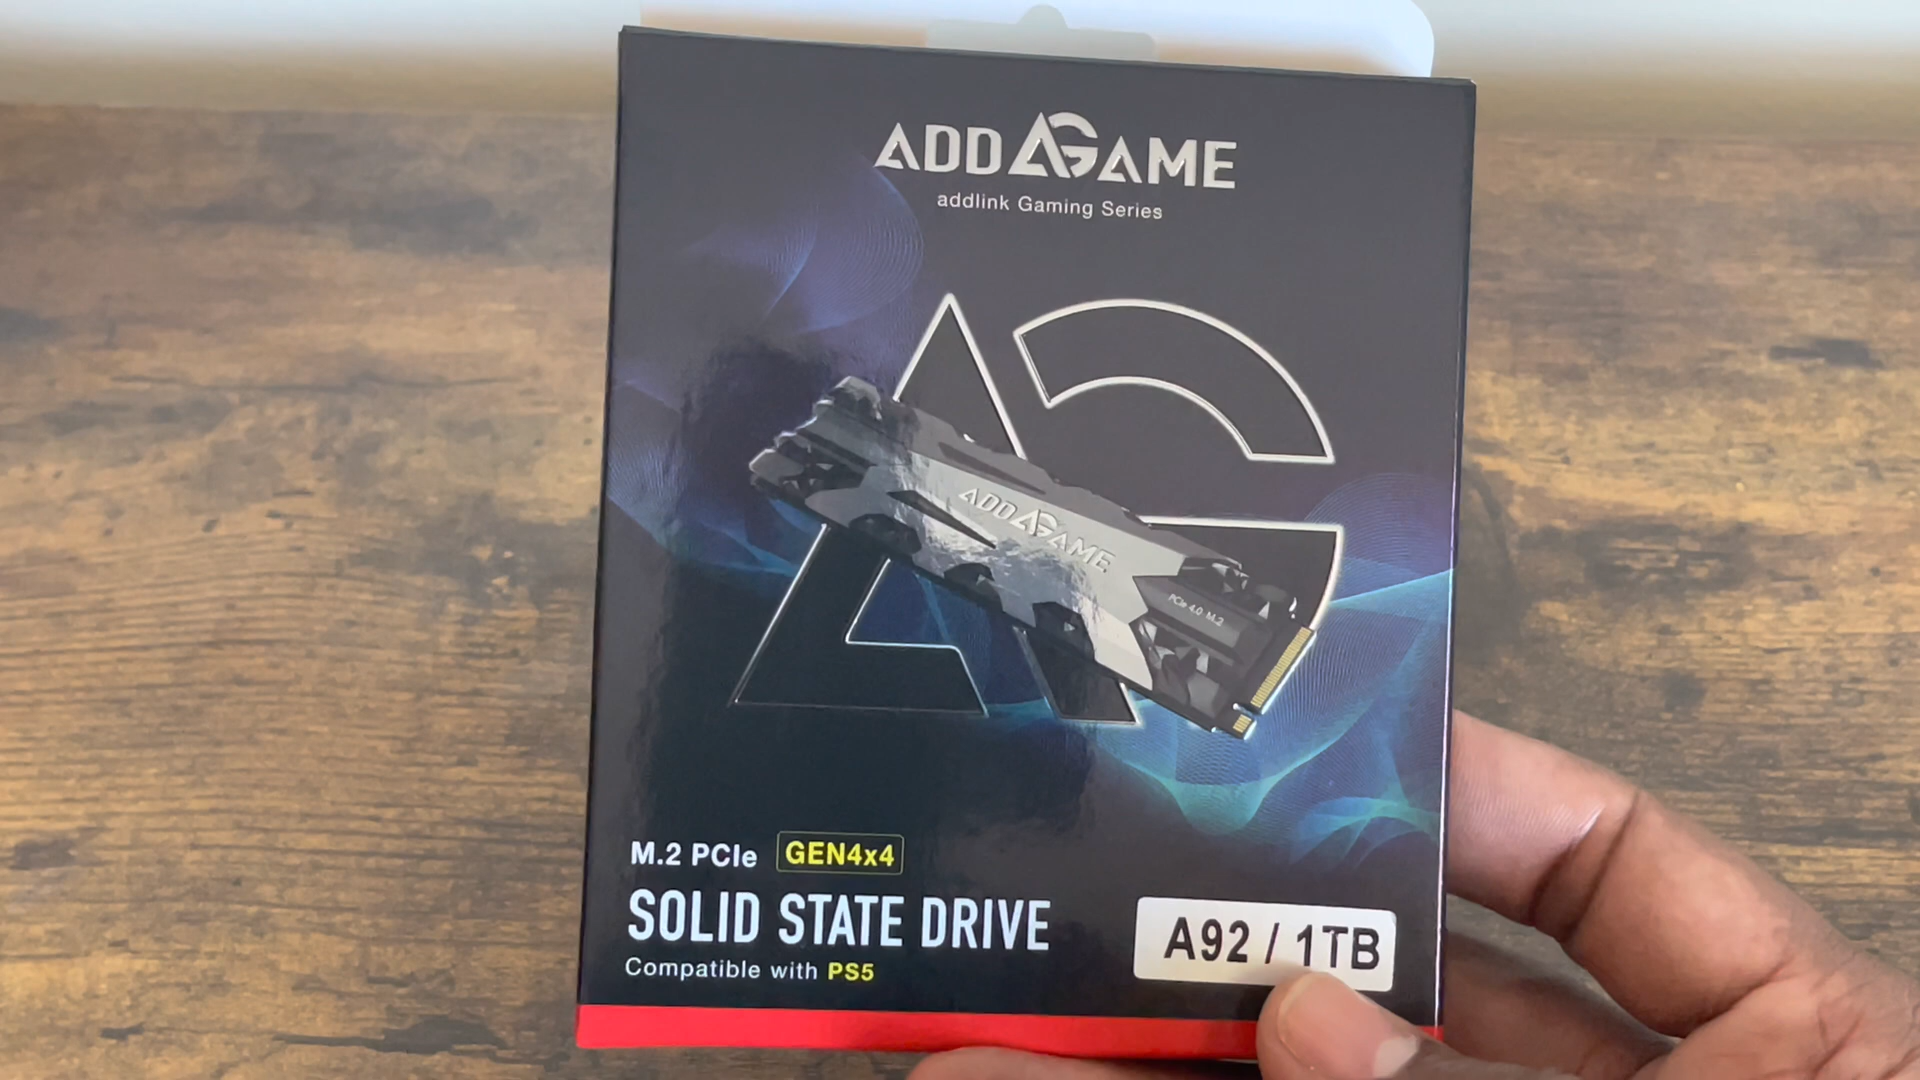 ADDGAME
addlink Gaming Series
ADDGAME
PCIe 4.0 M.2
M.2 PCIe GEN4x4
SOLID STATE DRIVE
Compatible with PS5
A92 / 1TB